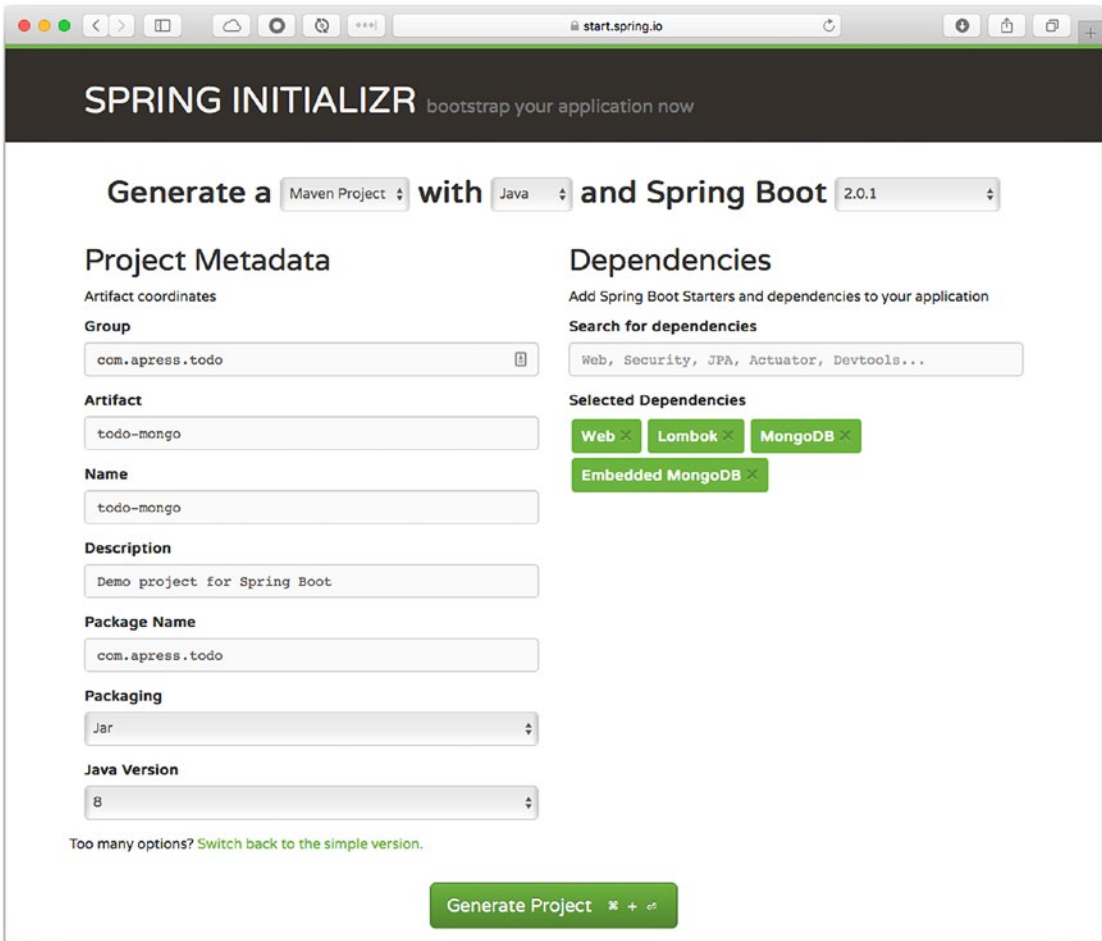 start.spring.io
SPRING INITIALIZR bootstrap your application now
Generate a Maven Project with Java and Spring Boot 2.0.1
Project Metadata
Artifact coordinates
Group
com.apress.todo
Artifact
todo-mongo
Name
todo-mongo
Description
Demo project for Spring Boot
Package Name
com.apress.todo
Packaging
Jar
Java Version
8
Too many options? Switch back to the simple version.
Dependencies
Add Spring Boot Starters and dependencies to your application
Search for dependencies
Web, Security, JPA, Actuator, Devtools...
Selected Dependencies
Web × Lombok × MongoDB ×
Embedded MongoDB ×
Generate Project ⌘ + ⏎